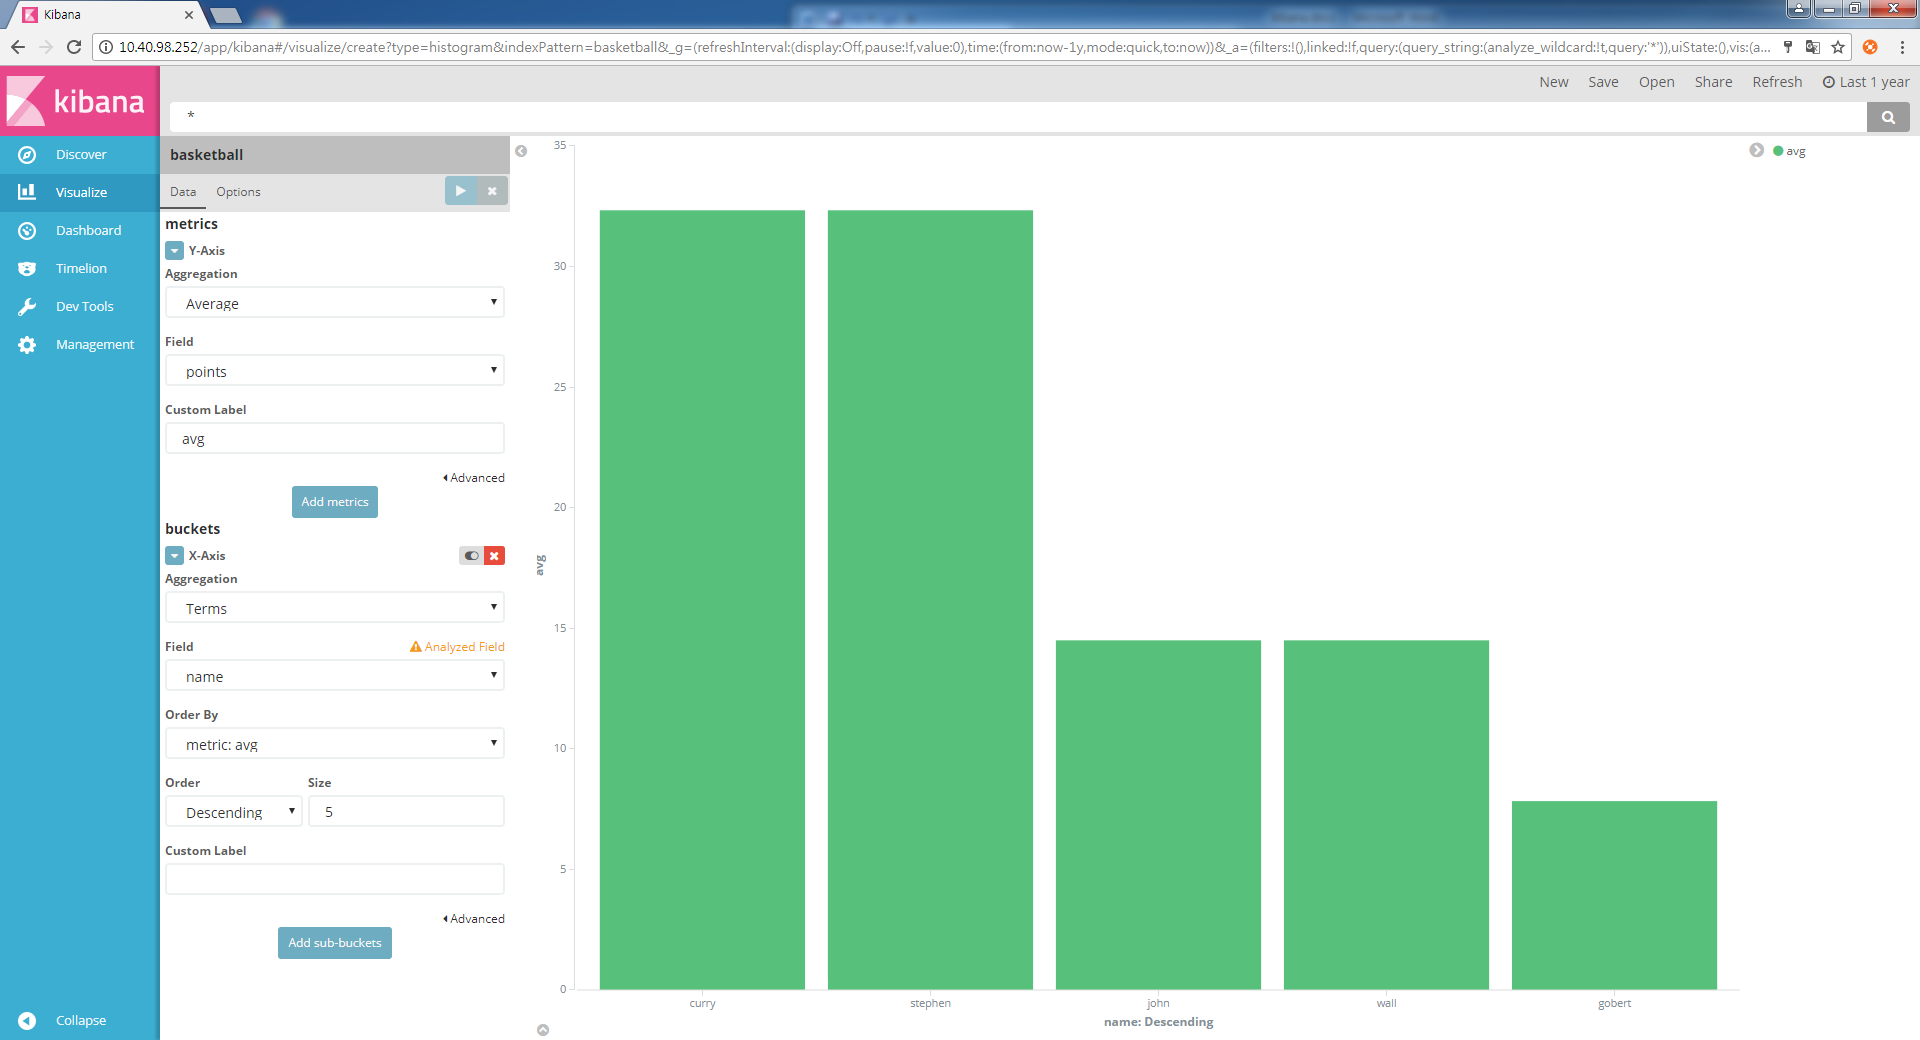 Kibana
10.40.98.252/app/kibana#/visualize/create?type=histogram&indexPattern=basketball&_g=(refreshInterval:(display:Off,pause:!f,value:0),time:(from:now-1y,mode:quick,to:now))&_a=(filters:!(),linked:!f,query:(query_string:(analyze_wildcard:!t,query:'*')),uiState:(),vis:(a...
kibana
New Save Open Share Refresh Last 1 year
*
Discover
Visualize
Dashboard
Timelion
Dev Tools
Management
Collapse
basketball
Data Options
metrics
Y-Axis
Aggregation
Average
Field
points
Custom Label
avg
Advanced
Add metrics
buckets
X-Axis
Aggregation
Terms
Field Analyzed Field
name
Order By
metric: avg
Order Size
Descending 5
Custom Label
Advanced
Add sub-buckets
avg
35
30
25
20
15
10
5
0
avg
curry stephen john wall gobert
name: Descending